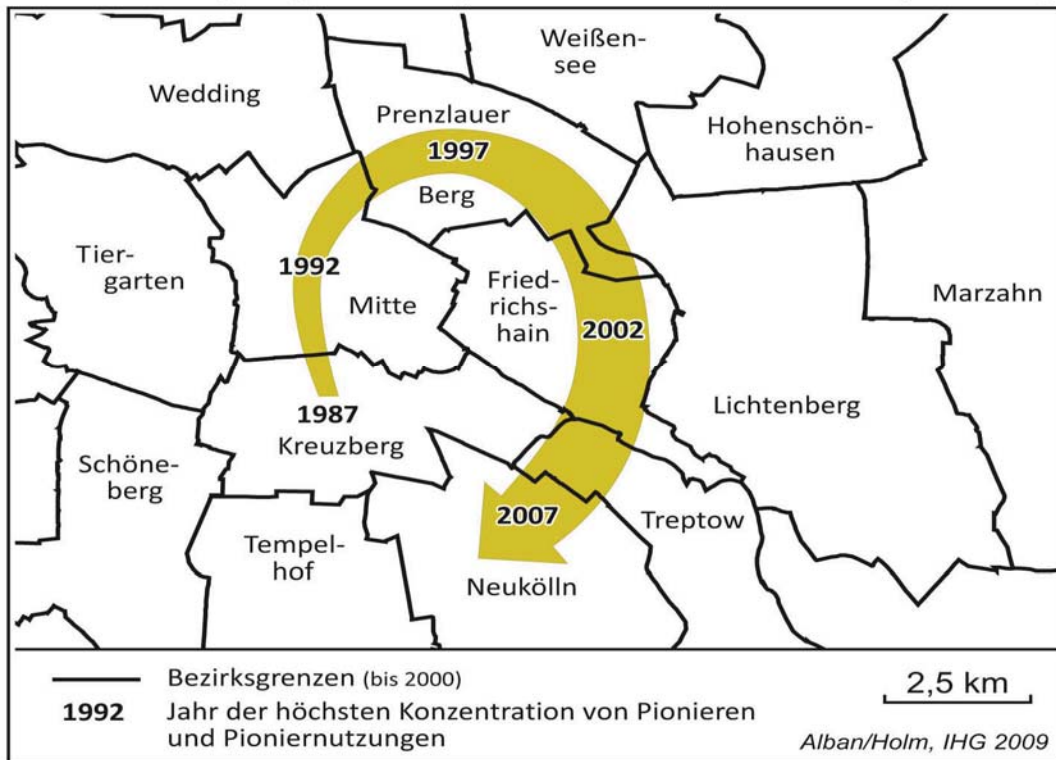 Weißen-
see
Wedding
Prenzlauer
Hohenschön-
hausen
1997
Berg
Tier-
garten
1992
Mitte
Fried-
richs-
hain
Marzahn
2002
1987
Kreuzberg
Lichtenberg
Schöne-
berg
2007
Treptow
Tempel-
hof
Neukölln
Bezirksgrenzen (bis 2000)
2,5 km
1992 Jahr der höchsten Konzentration von Pionieren
und Pioniernutzungen
Alban/Holm, IHG 2009